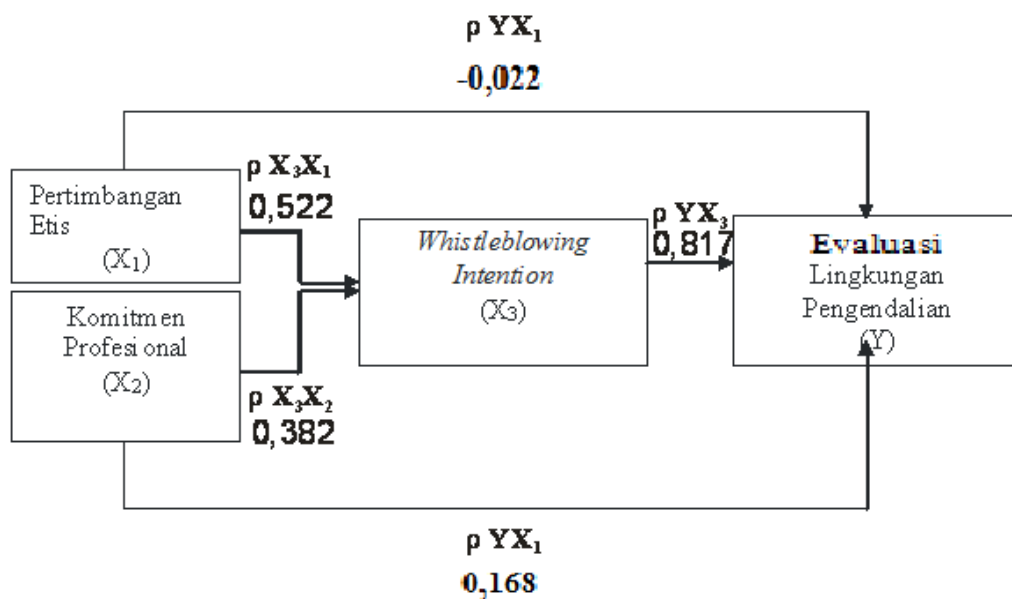 ρ YX₁
-0,022
ρ X₃X₁
0,522
Pertimbangan
Etis
(X₁)
Komitmen
Profesional
(X₂)
ρ X₃X₂
0,382
Whistleblowing
Intention
(X₃)
ρ YX₃
0,817
Evaluasi
Lingkungan
Pengendalian
(Y)
ρ YX₁
0,168